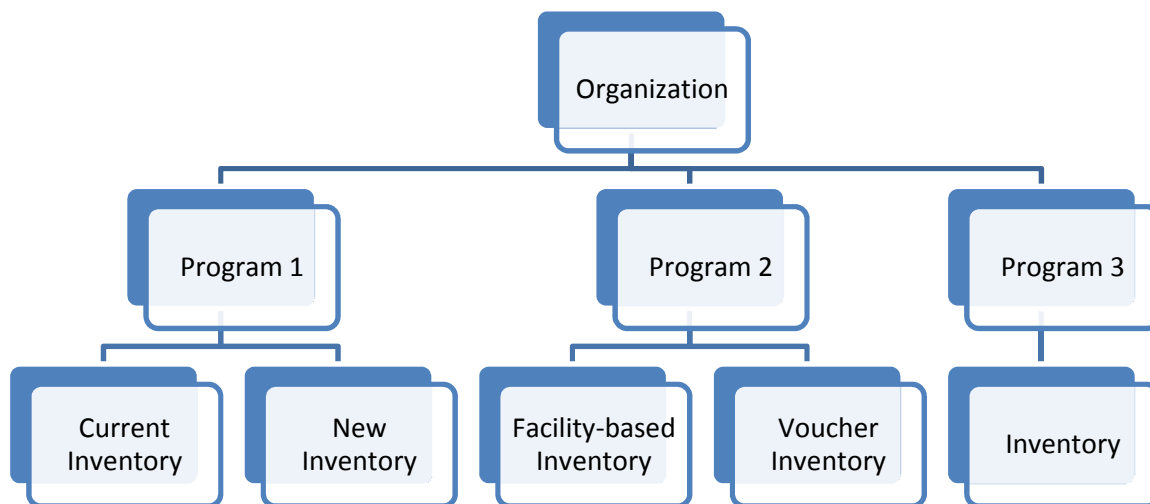 Organization
Program 1
Program 2
Program 3
Current
Inventory
New
Inventory
Facility-based
Inventory
Voucher
Inventory
Inventory